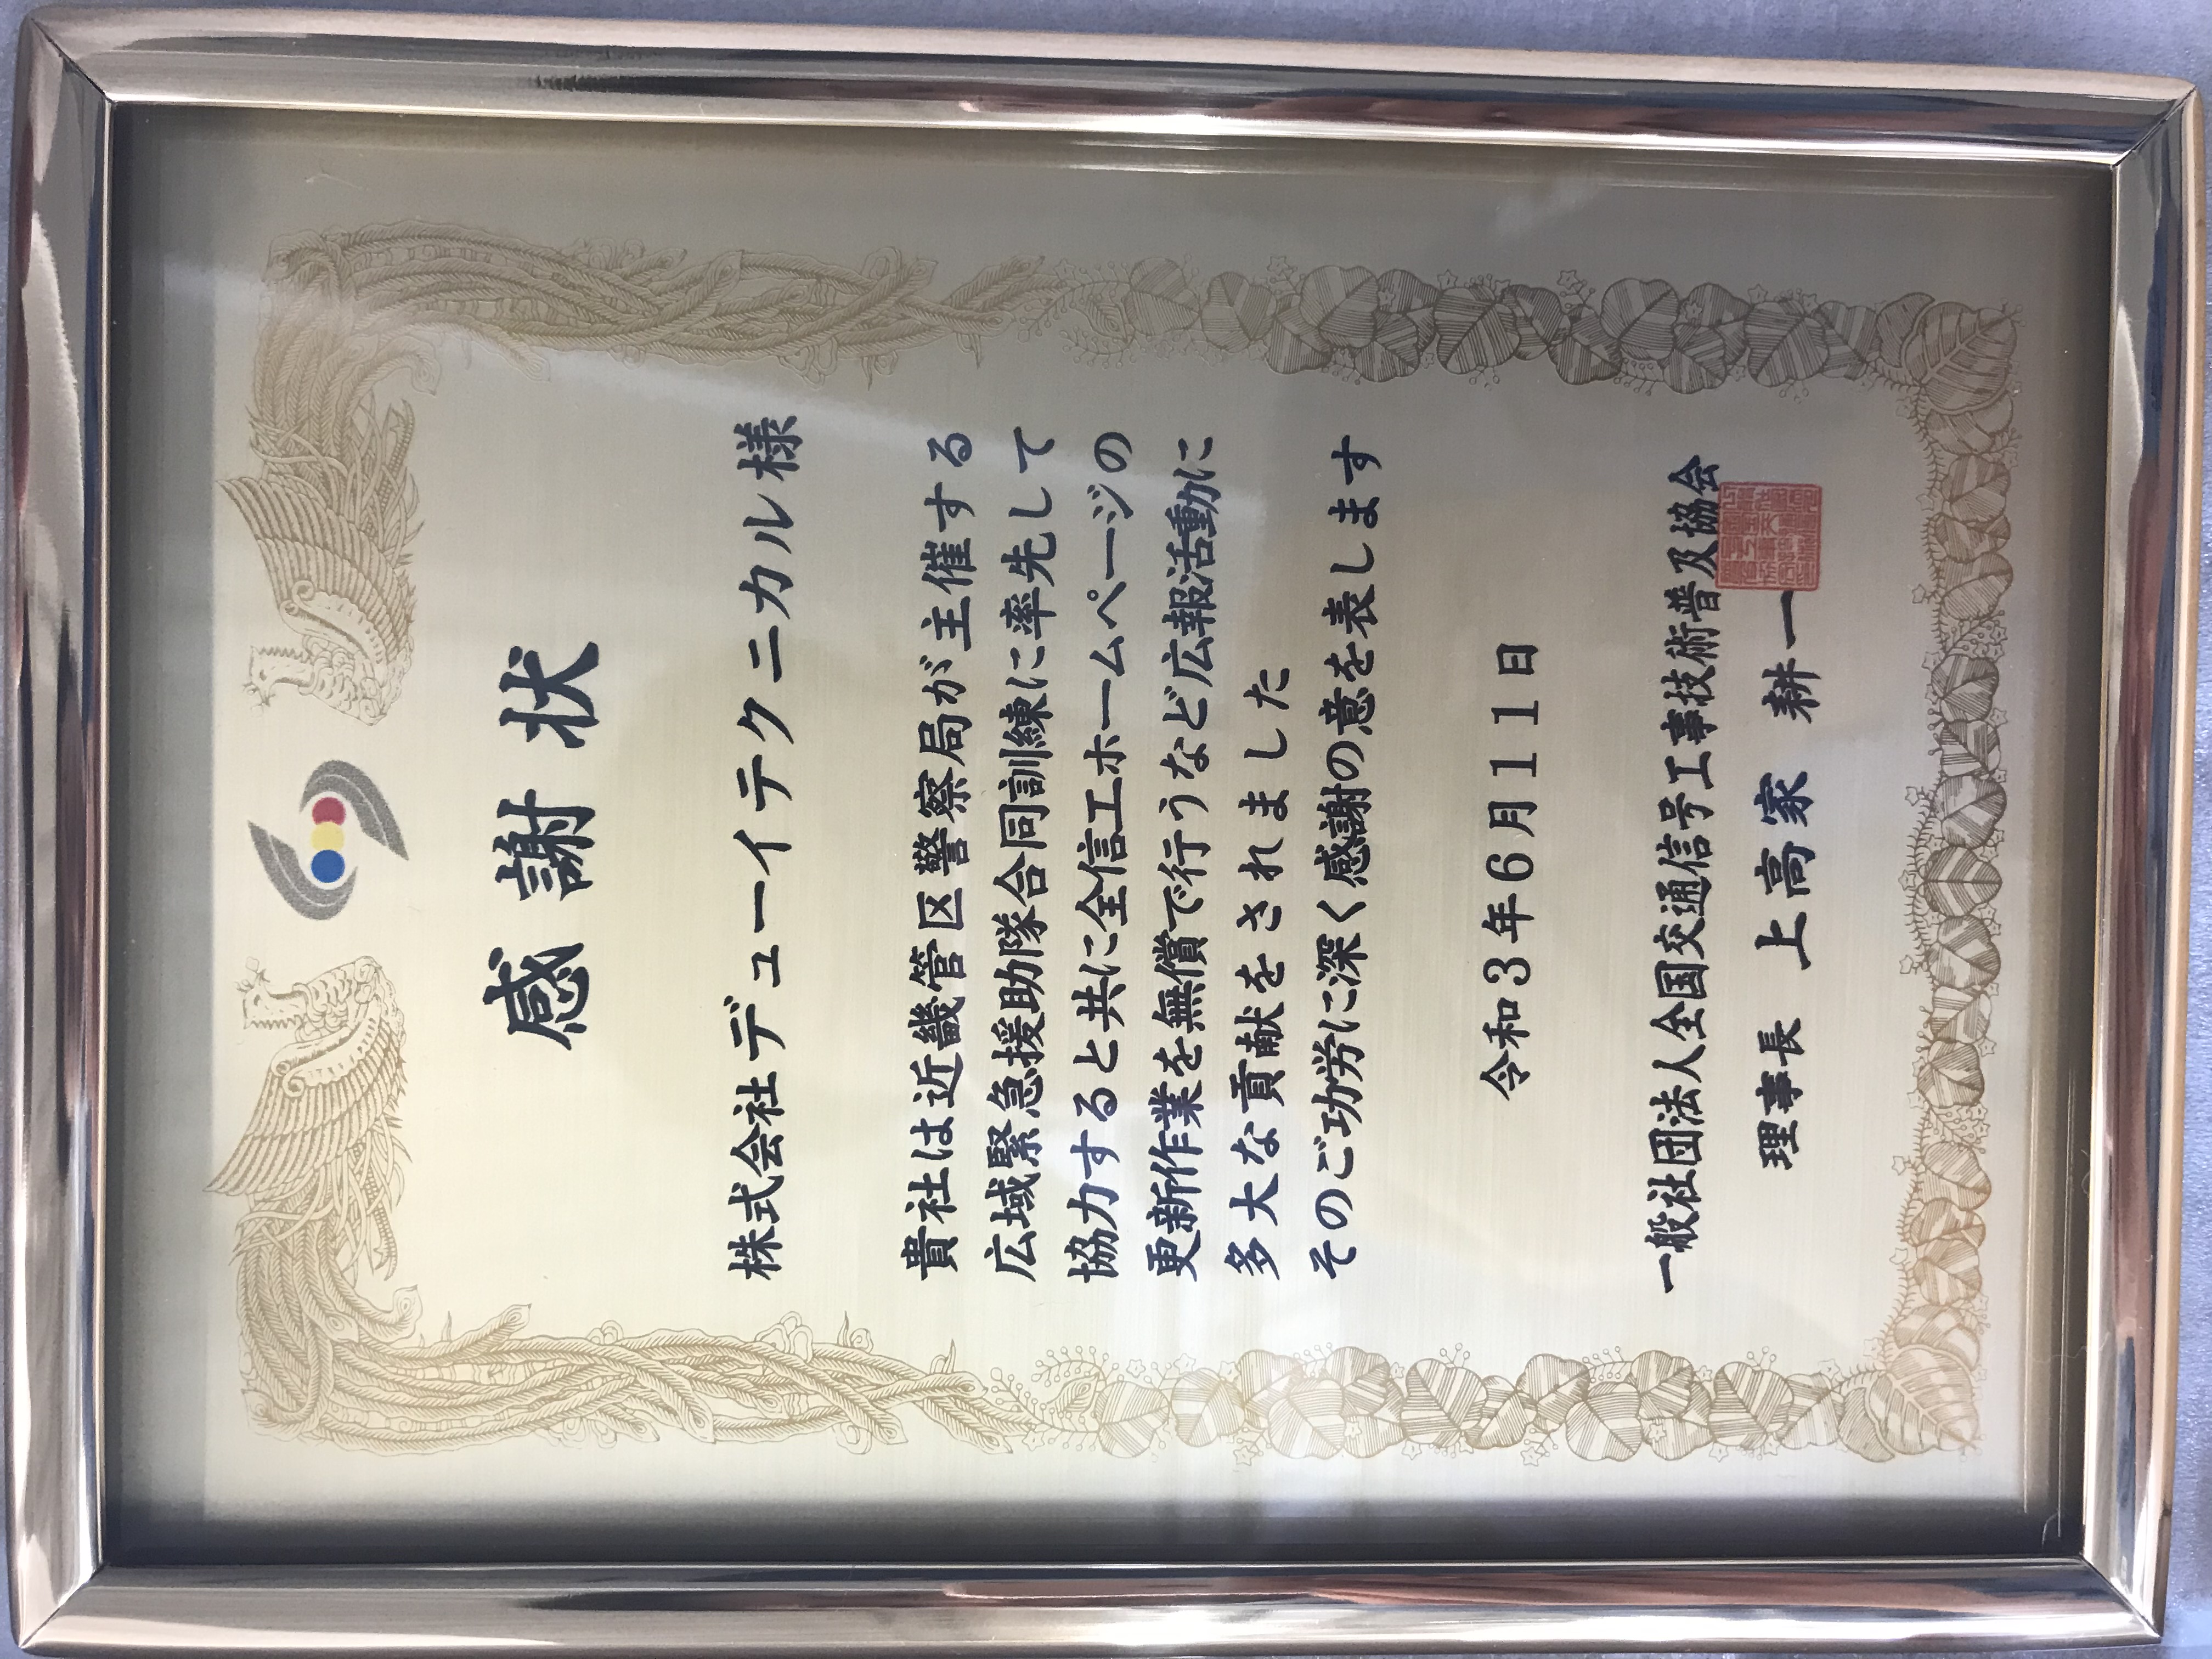 感謝状
株式会社デューイテクニカル様
貴社は近畿管区警察局が主催する
広域緊急援助隊合同訓練に率先して
協力すると共に全信工ホームページの
更新作業を無償で行うなど広報活動に
多大な貢献をされました
そのご功労に深く感謝の意を表します
令和3年6月11日
一般社団法人全国交通信号工事技術普及協会
理事長 上高家 耕一